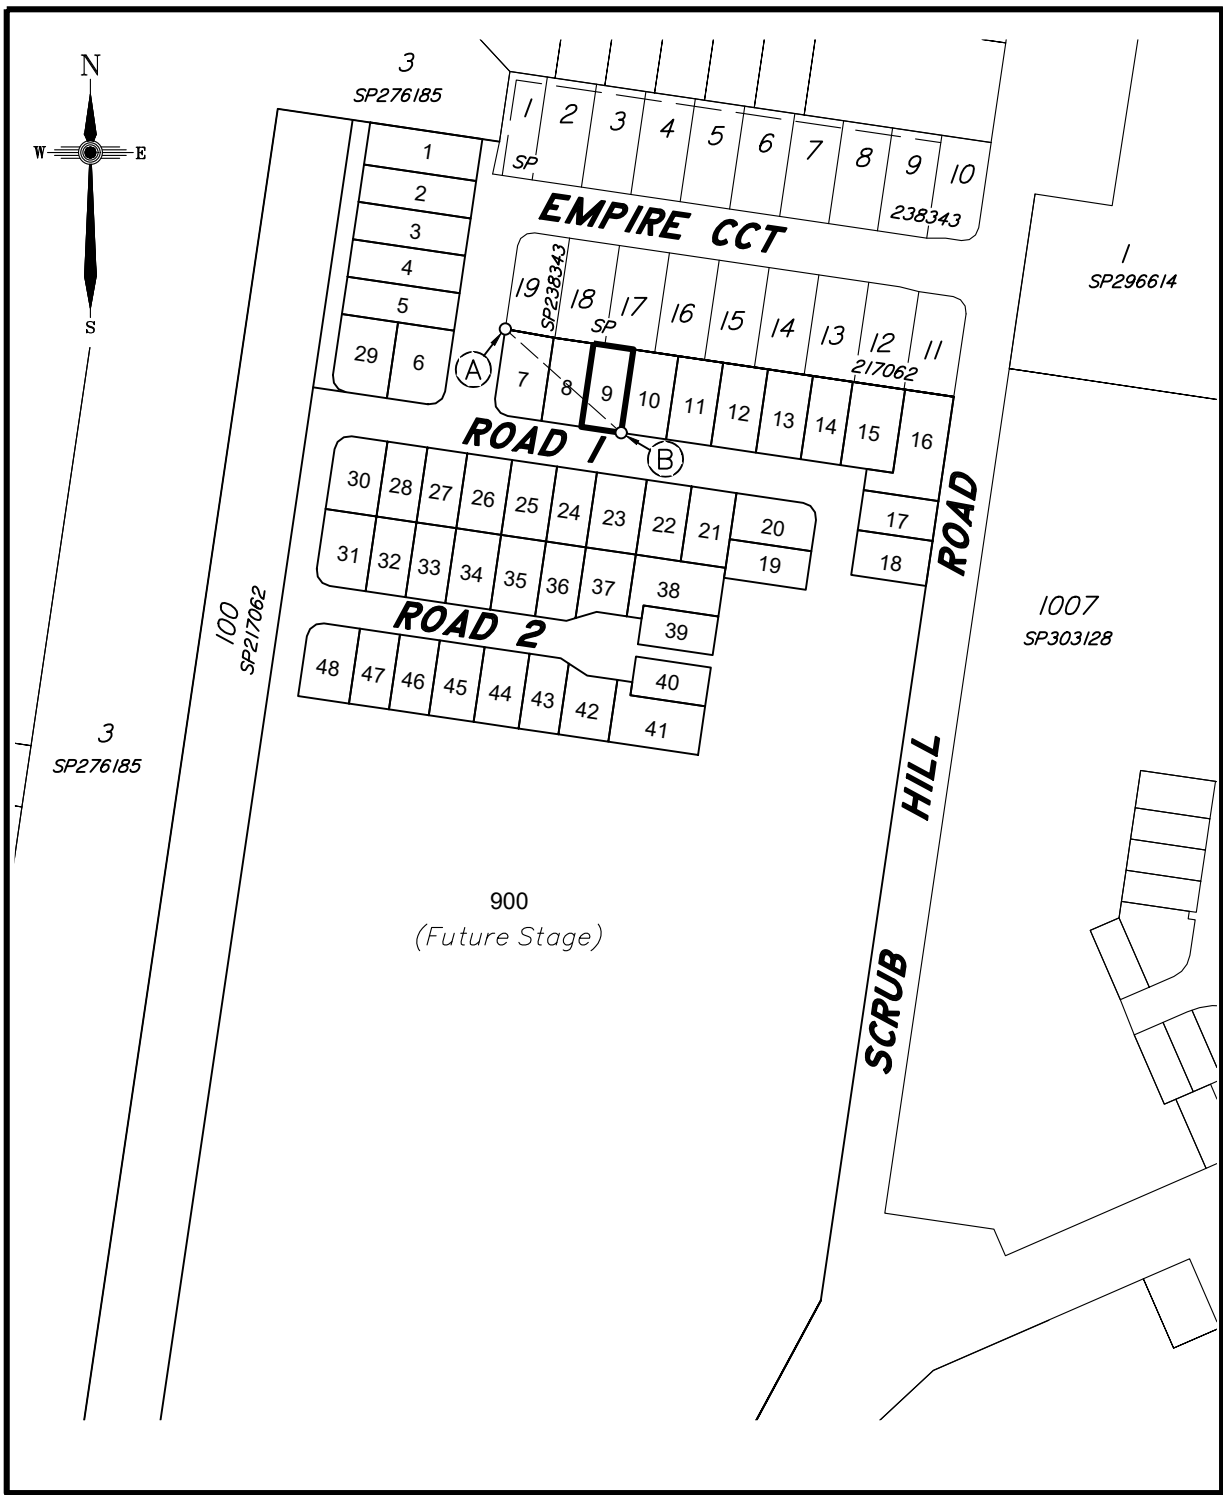 N
W E
S
3
SP276185
1 2 3 4 5 6 7 8 9 10
SP
238343
EMPIRE CCT
1
2
3
4
5
29 6
19 18 17 16 15 14 13 12 11
SP238343
SP
217062
1
SP296614
A
7 8 9 10 11 12 13 14 15 16
B
ROAD 1
30 28 27 26 25 24 23 22 21 20
19
17
18
31 32 33 34 35 36 37 38
39
ROAD 2
40
48 47 46 45 44 43 42 41
100
SP217062
3
SP276185
1007
SP303128
SCRUB HILL ROAD
900
(Future Stage)